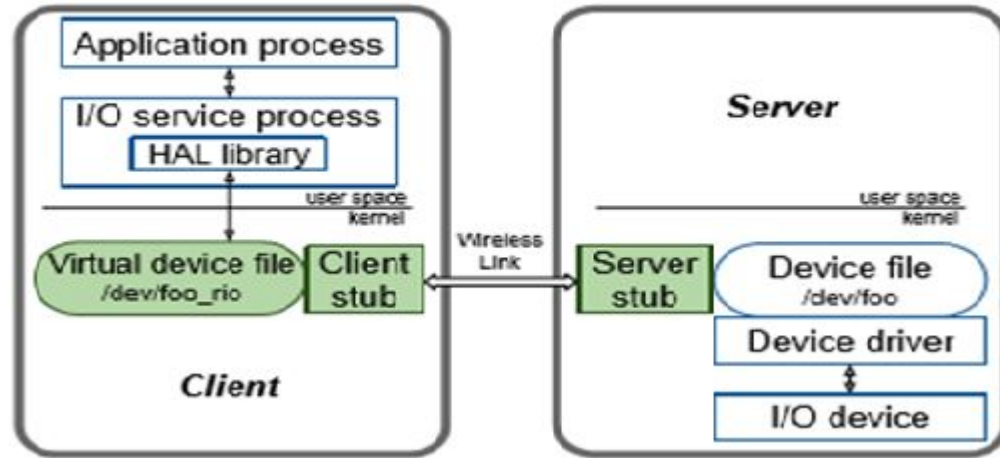 Application process
I/O service process
HAL library
user space
kernel
Virtual device file
/dev/foo_rio
Client
stub
Client
Wireless
Link
Server
user space
kernel
Server
stub
Device file
/dev/foo
Device driver
I/O device